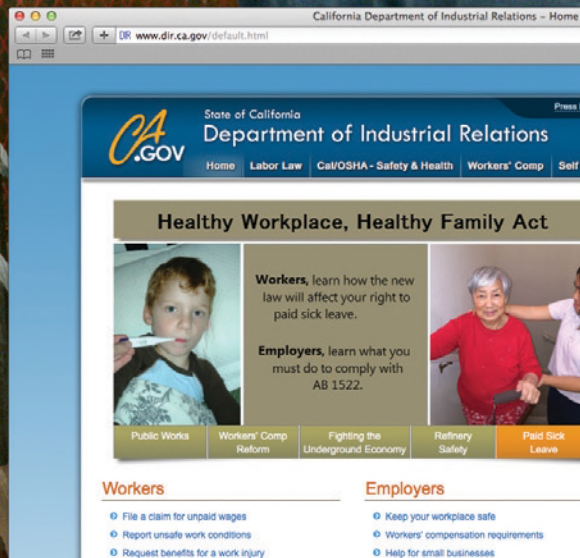 California Department of Industrial Relations – Home
DIR www.dir.ca.gov/default.html
Press
CA
.GOV
State of California
Department of Industrial Relations
Home Labor Law Cal/OSHA - Safety & Health Workers' Comp Self
Healthy Workplace, Healthy Family Act
Workers, learn how the new
law will affect your right to
paid sick leave.
Employers, learn what you
must do to comply with
AB 1522.
Public Works
Workers' Comp
Reform
Fighting the
Underground Economy
Refinery
Safety
Paid Sick
Leave
Workers
File a claim for unpaid wages
Report unsafe work conditions
Request benefits for a work injury
Employers
Keep your workplace safe
Workers' compensation requirements
Help for small businesses